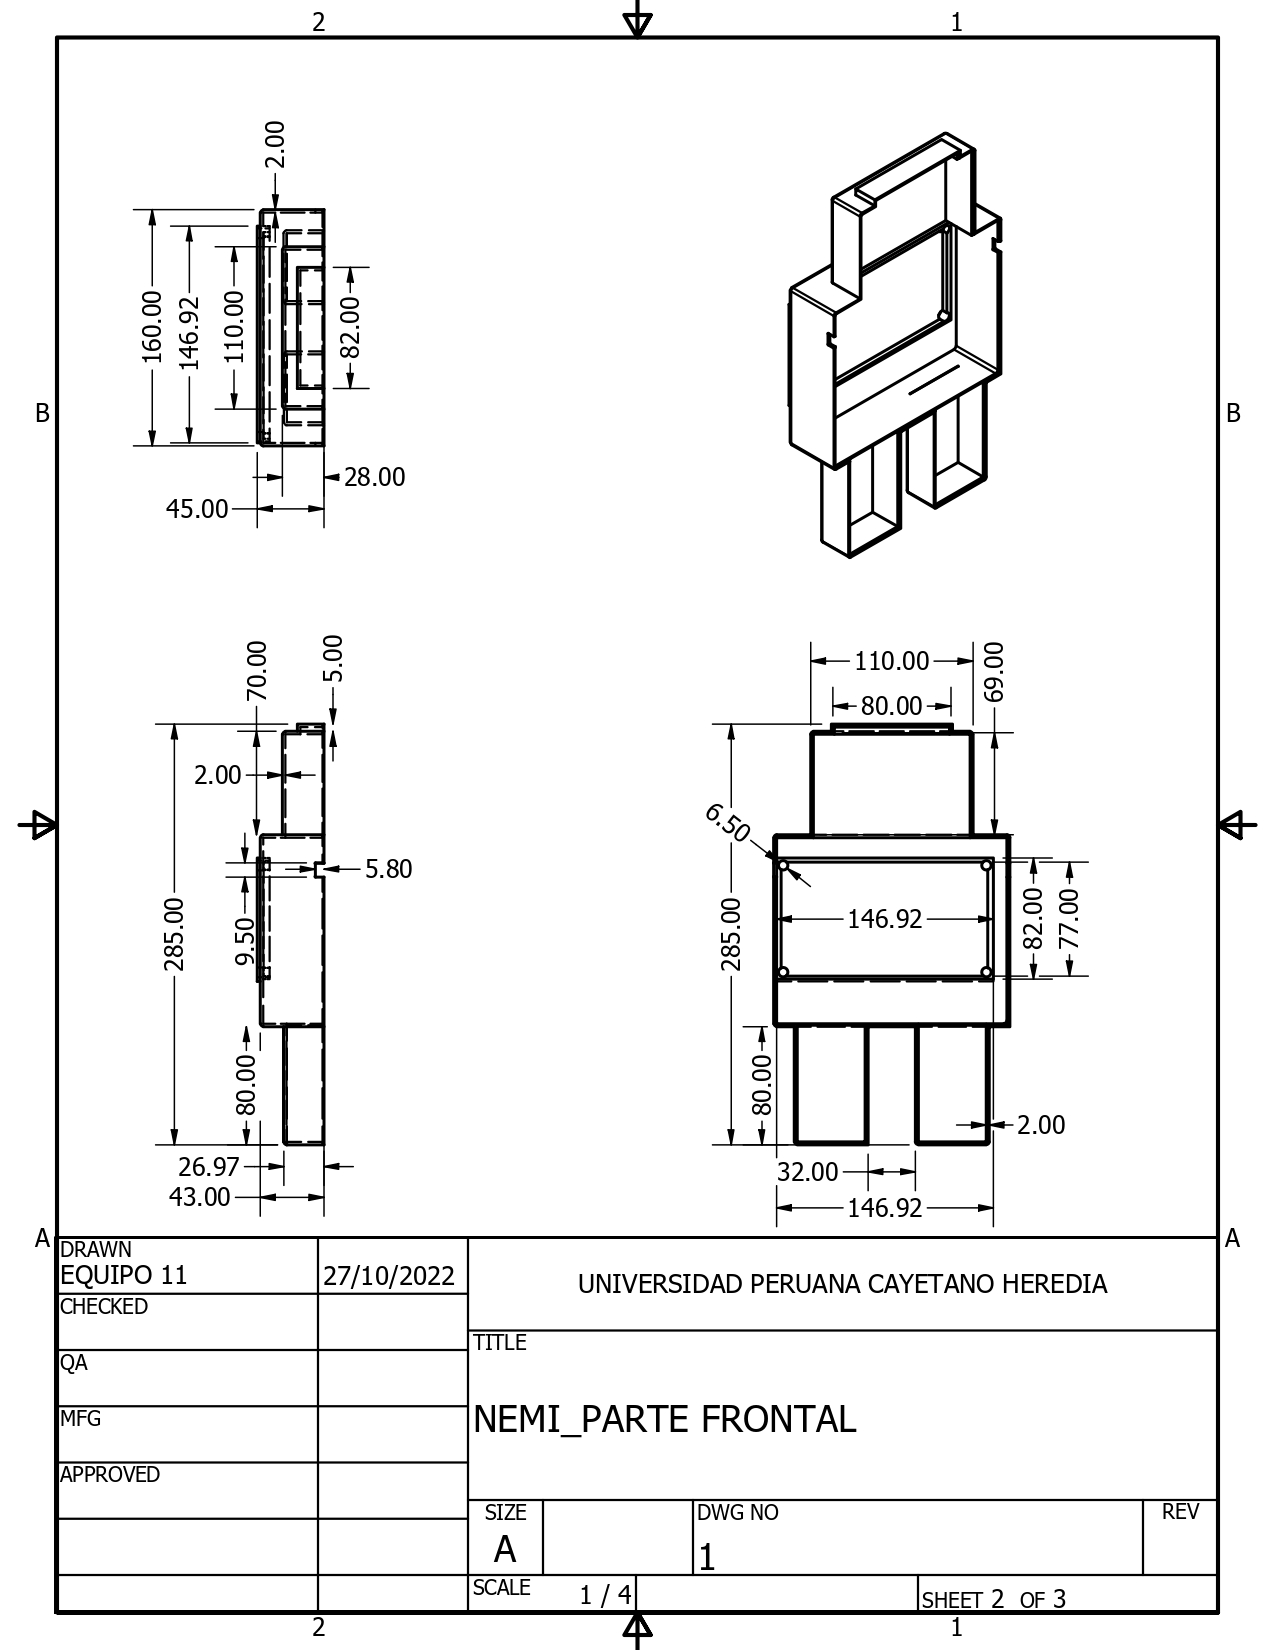 2
1
2.00
160.00
146.92
110.00
82.00
28.00
45.00
B
B
70.00
5.00
2.00
285.00
5.80
9.50
80.00
26.97
43.00
110.00
80.00
69.00
6.50
285.00
146.92
82.00
77.00
80.00
2.00
32.00
146.92
A
A
DRAWN
EQUIPO 11
27/10/2022
CHECKED
QA
MFG
APPROVED
UNIVERSIDAD PERUANA CAYETANO HEREDIA
TITLE
NEMI_PARTE FRONTAL
SIZE
A
DWG NO
1
REV
SCALE 1 / 4
SHEET 2 OF 3
2
1